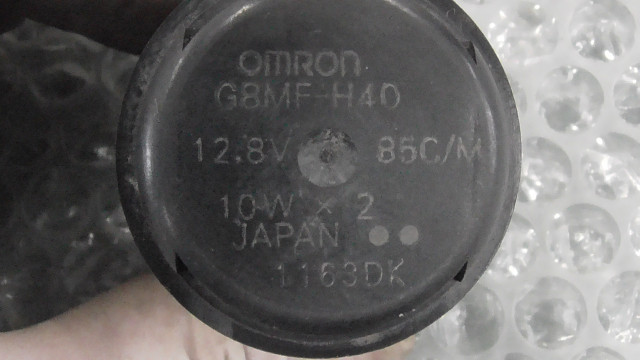 OMRON
G8MF-H40
12.8V 85C/M
10W × 2
JAPAN
1163DK